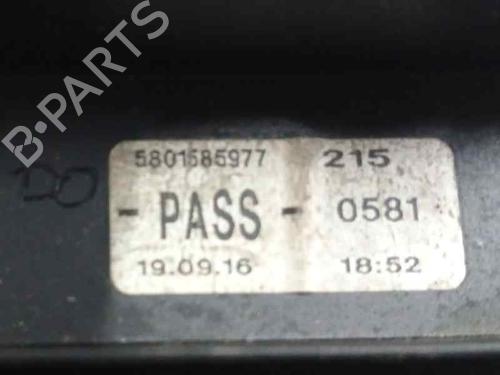 B-PARTS
5801585977 215
- PASS - 0581
19.09.16 18:52